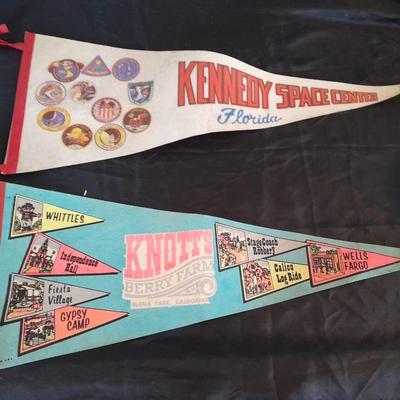 KENNEDY SPACE CENTER
Florida
WHITTLES
Independence
Hall
Fiesta
Village
GYPSY
CAMP
KNOTT'S
BERRY FARM
BUENA PARK, CALIFORNIA
Stage Coach
Robbery
Calico
Log Ride
WELLS
FARGO